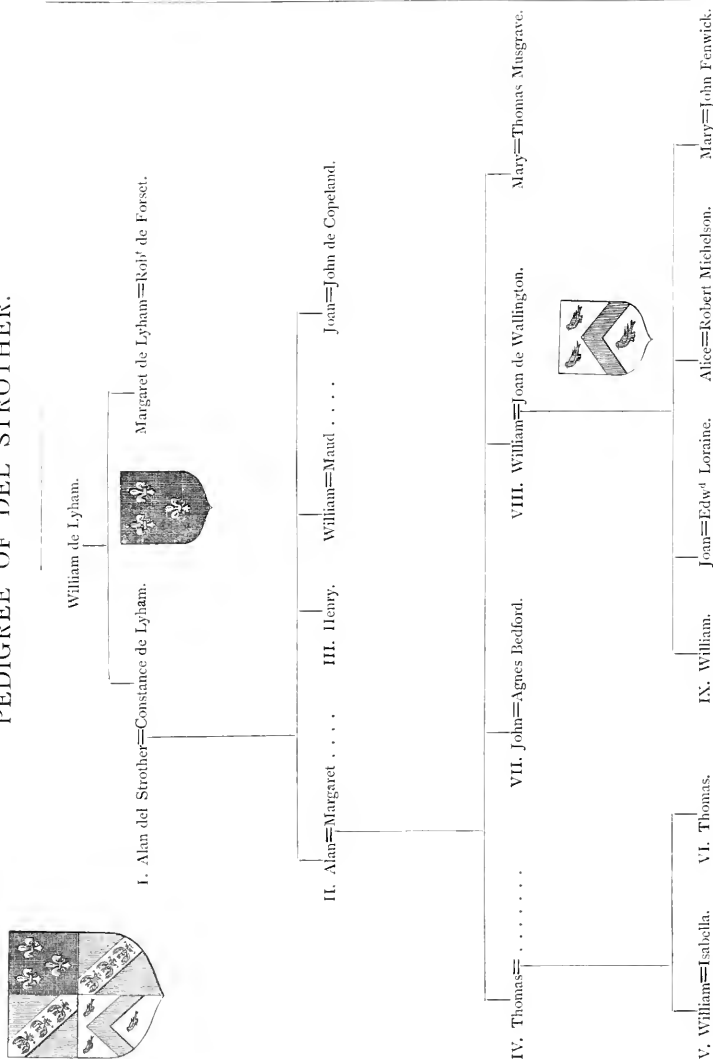 PEDIGREE OF DEL STROTHER.
William de Lyham.
I. Alan del Strother=Constance de Lyham. Margaret de Lyham=Robt de Forset.
II. Alan=Margaret . . . . III. Henry. William=Maud . . . . Joan=John de Copeland.
IV. Thomas= . . . . . . . . VII. John=Agnes Bedford. VIII. William=Joan de Wallington. Mary=Thomas Musgrave.
V. William=Isabella. VI. Thomas. IX. William. Joan=Edwd Loraine. Alice=Robert Michelson. Mary=John Fenwick.